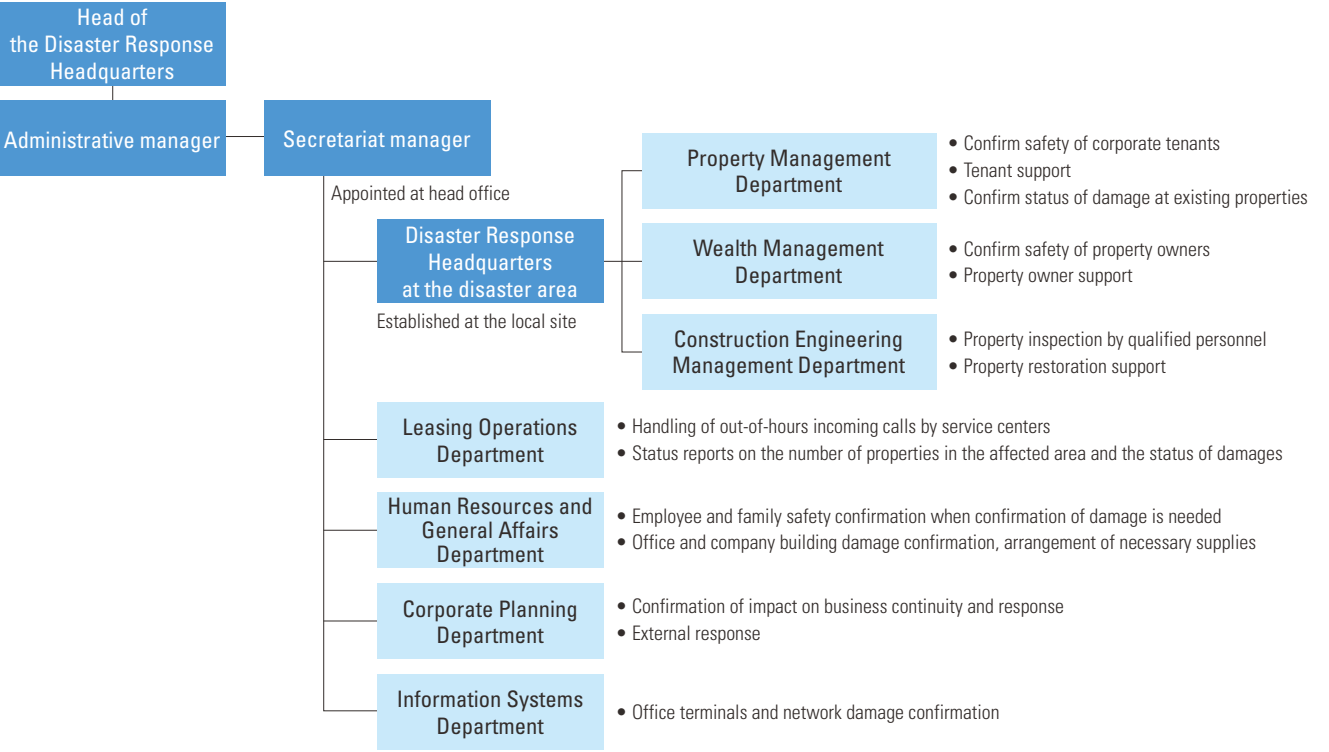 Head of
the Disaster Response
Headquarters
Administrative manager
Secretariat manager
Appointed at head office
Disaster Response
Headquarters
at the disaster area
Established at the local site
Property Management
Department
• Confirm safety of corporate tenants
• Tenant support
• Confirm status of damage at existing properties
Wealth Management
Department
• Confirm safety of property owners
• Property owner support
Construction Engineering
Management Department
• Property inspection by qualified personnel
• Property restoration support
Leasing Operations
Department
• Handling of out-of-hours incoming calls by service centers
• Status reports on the number of properties in the affected area and the status of damages
Human Resources and
General Affairs
Department
• Employee and family safety confirmation when confirmation of damage is needed
• Office and company building damage confirmation, arrangement of necessary supplies
Corporate Planning
Department
• Confirmation of impact on business continuity and response
• External response
Information Systems
Department
• Office terminals and network damage confirmation